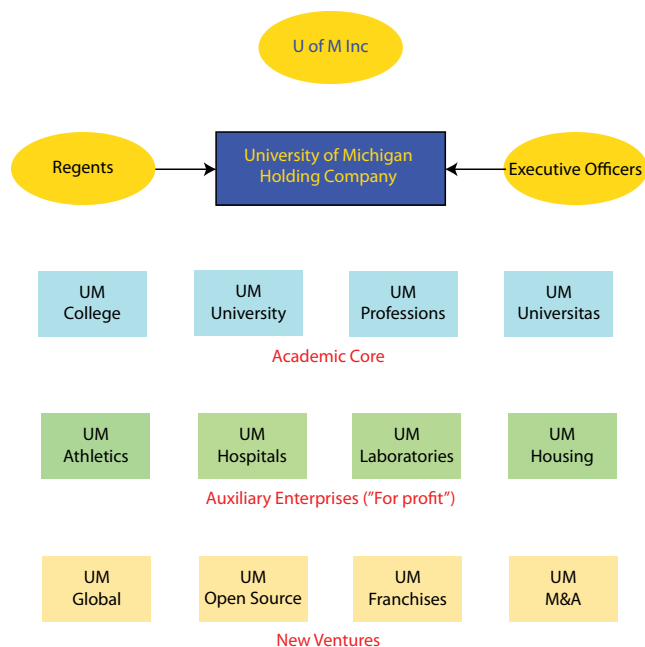 U of M Inc
Regents
University of Michigan
Holding Company
Executive Officers
UM
College
UM
University
UM
Professions
UM
Universitas
Academic Core
UM
Athletics
UM
Hospitals
UM
Laboratories
UM
Housing
Auxiliary Enterprises ("For profit")
UM
Global
UM
Open Source
UM
Franchises
UM
M&A
New Ventures